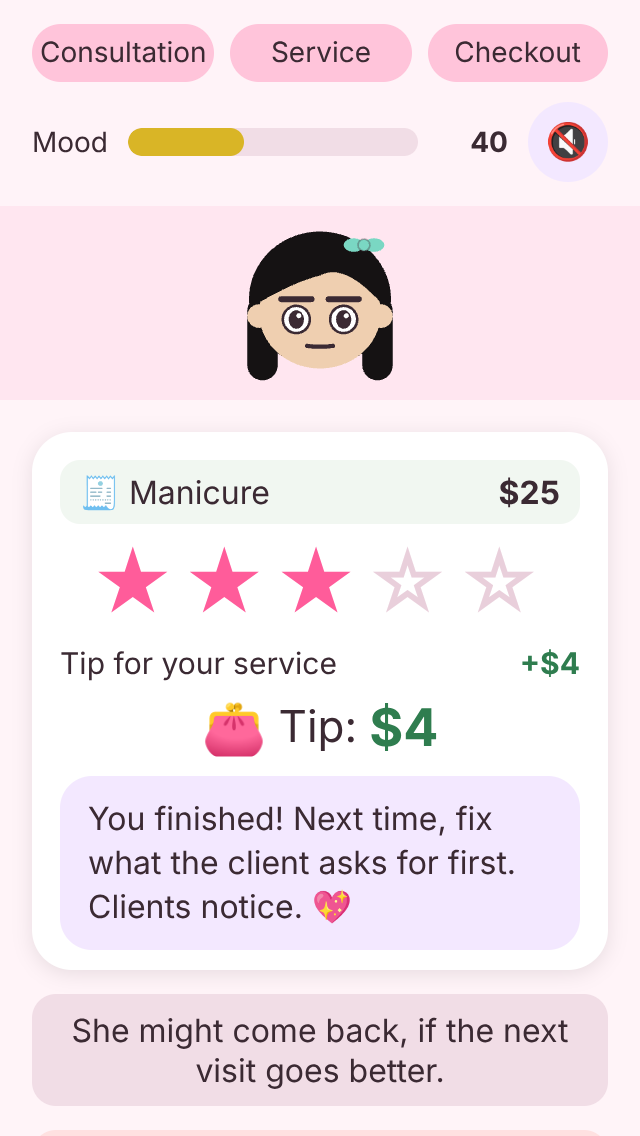 Consultation
Service
Checkout
Mood
40
Manicure
$25
Tip for your service
+$4
Tip: $4
You finished! Next time, fix
what the client asks for first.
Clients notice. 💖
She might come back, if the next
visit goes better.